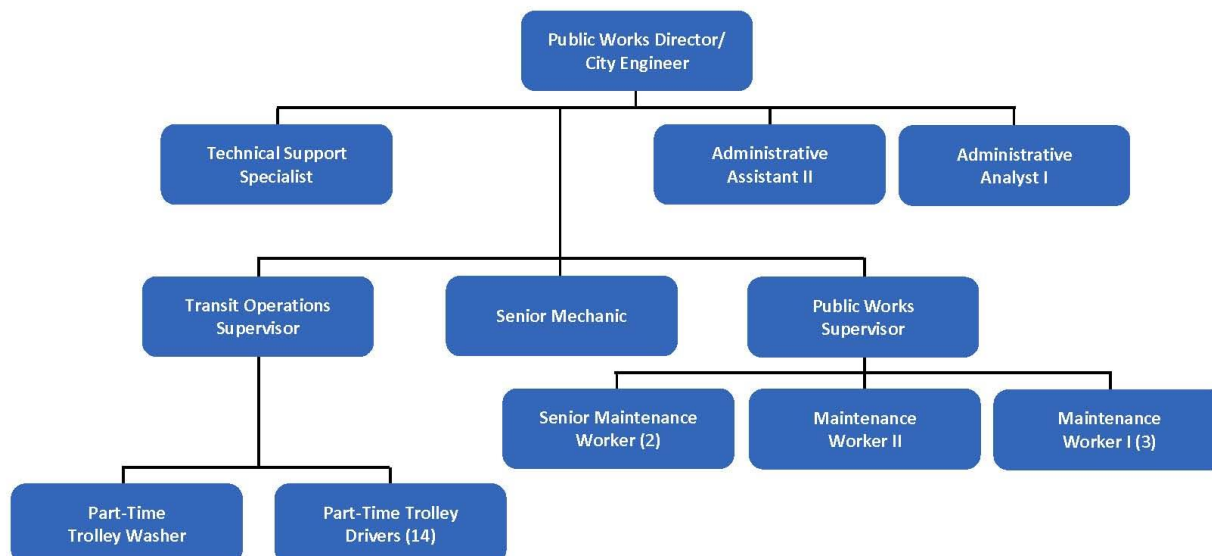 Public Works Director/
City Engineer
Technical Support
Specialist
Administrative
Assistant II
Administrative
Analyst I
Transit Operations
Supervisor
Senior Mechanic
Public Works
Supervisor
Senior Maintenance
Worker (2)
Maintenance
Worker II
Maintenance
Worker I (3)
Part-Time
Trolley Washer
Part-Time Trolley
Drivers (14)